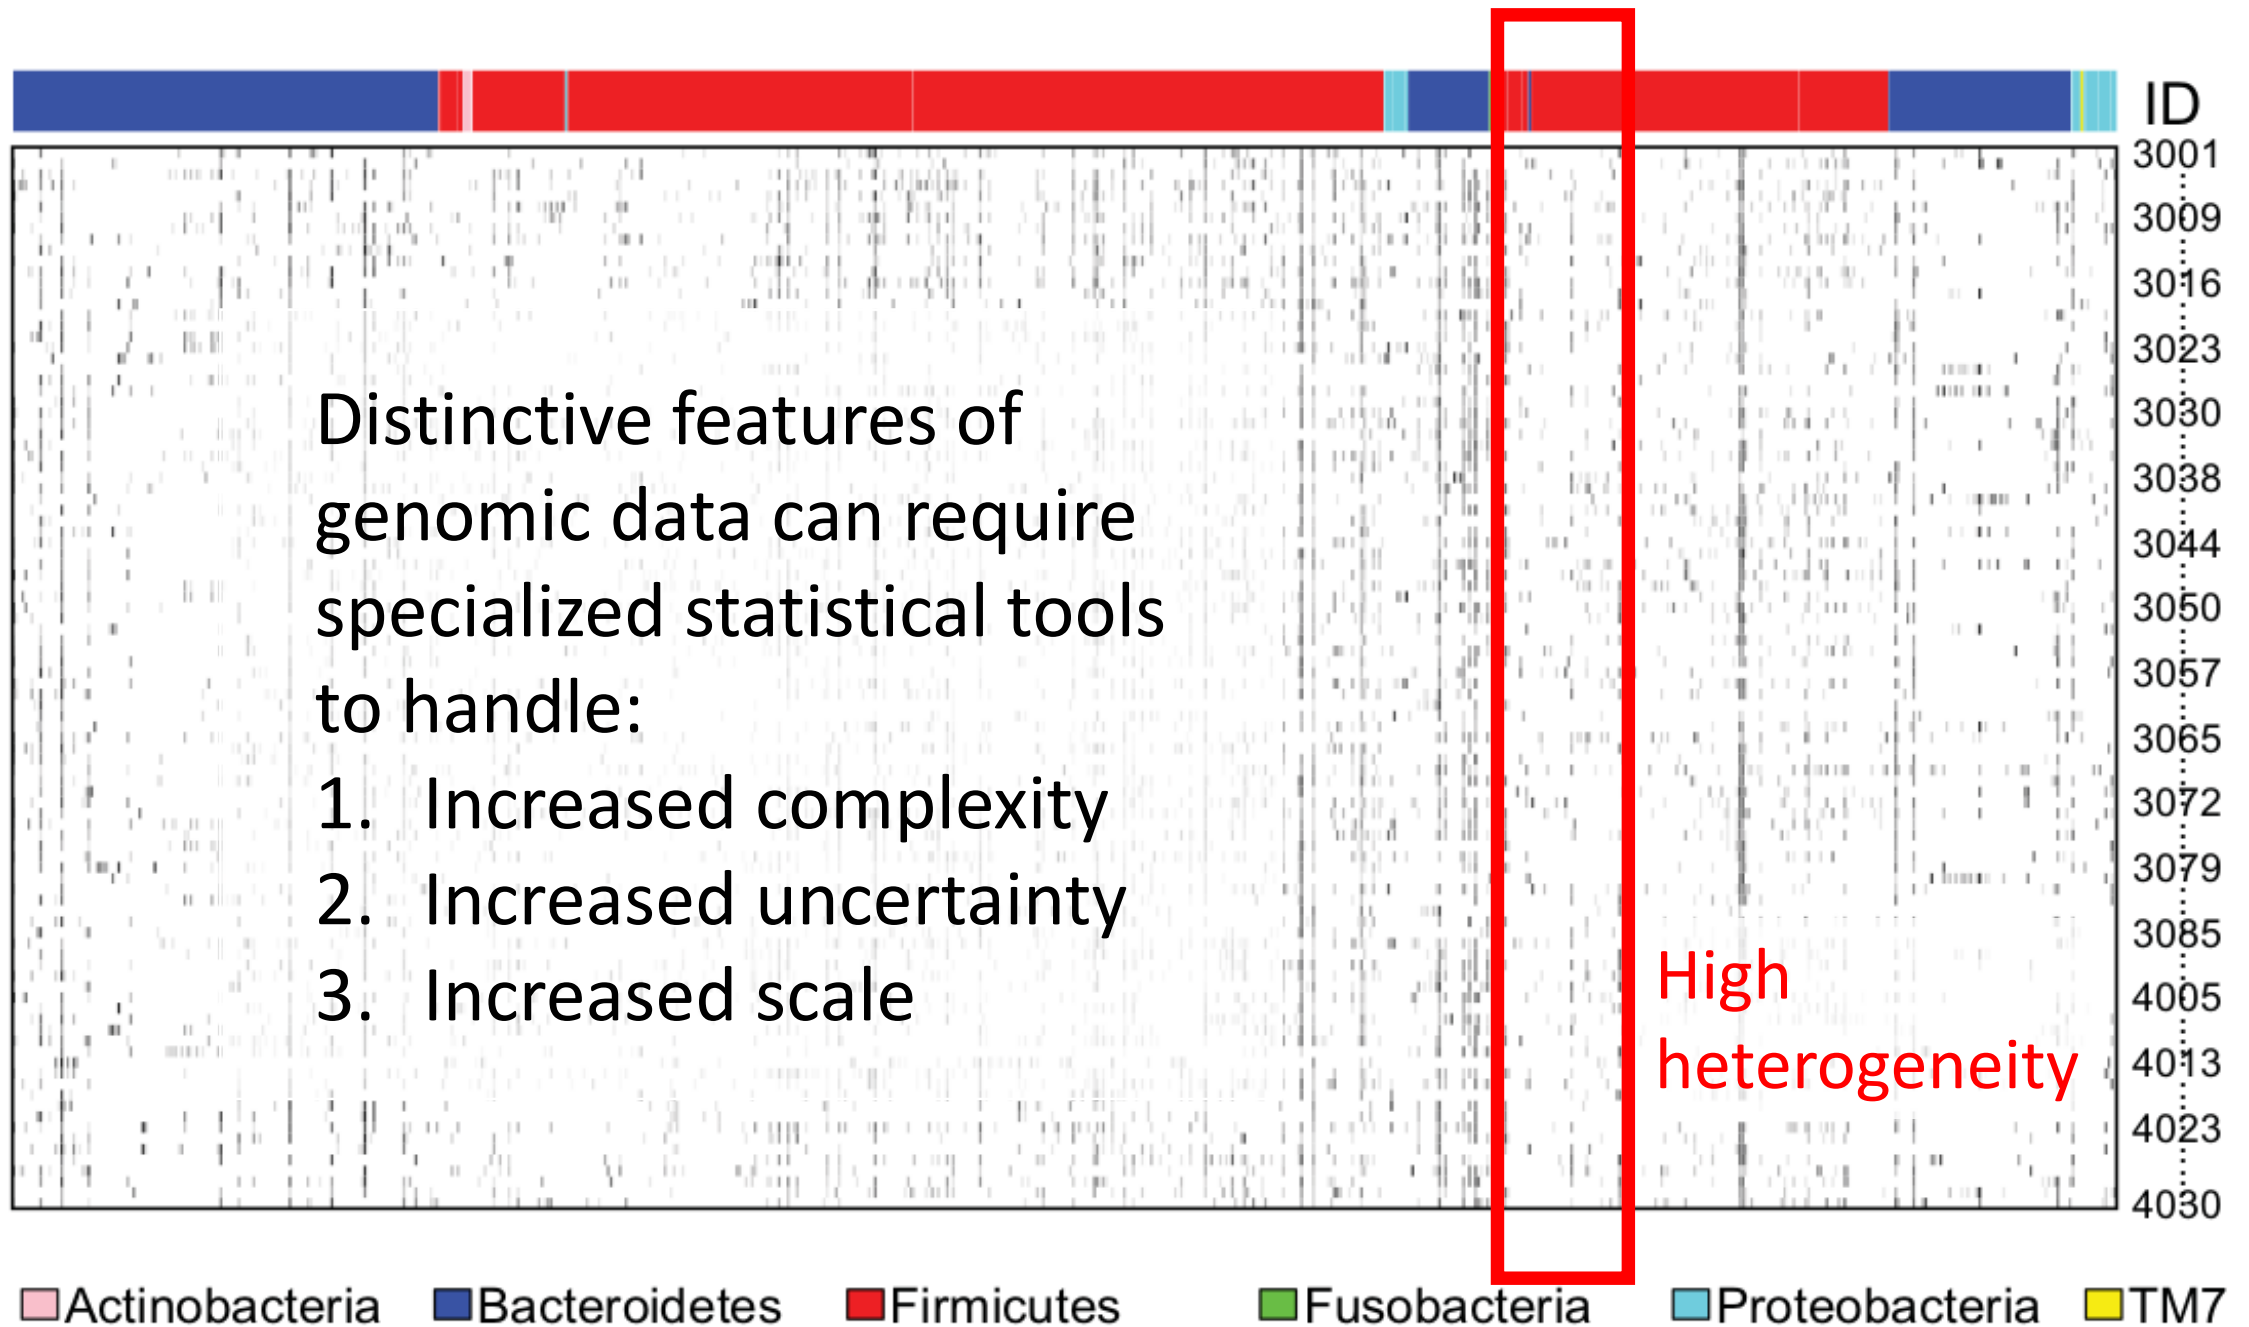 ID
3001
3009
3016
3023
3030
3038
3044
3050
3057
3065
3072
3079
3085
4005
4013
4023
4030
Distinctive features of
genomic data can require
specialized statistical tools
to handle:
1. Increased complexity
2. Increased uncertainty
3. Increased scale
High
heterogeneity
Actinobacteria Bacteroidetes Firmicutes Fusobacteria Proteobacteria TM7